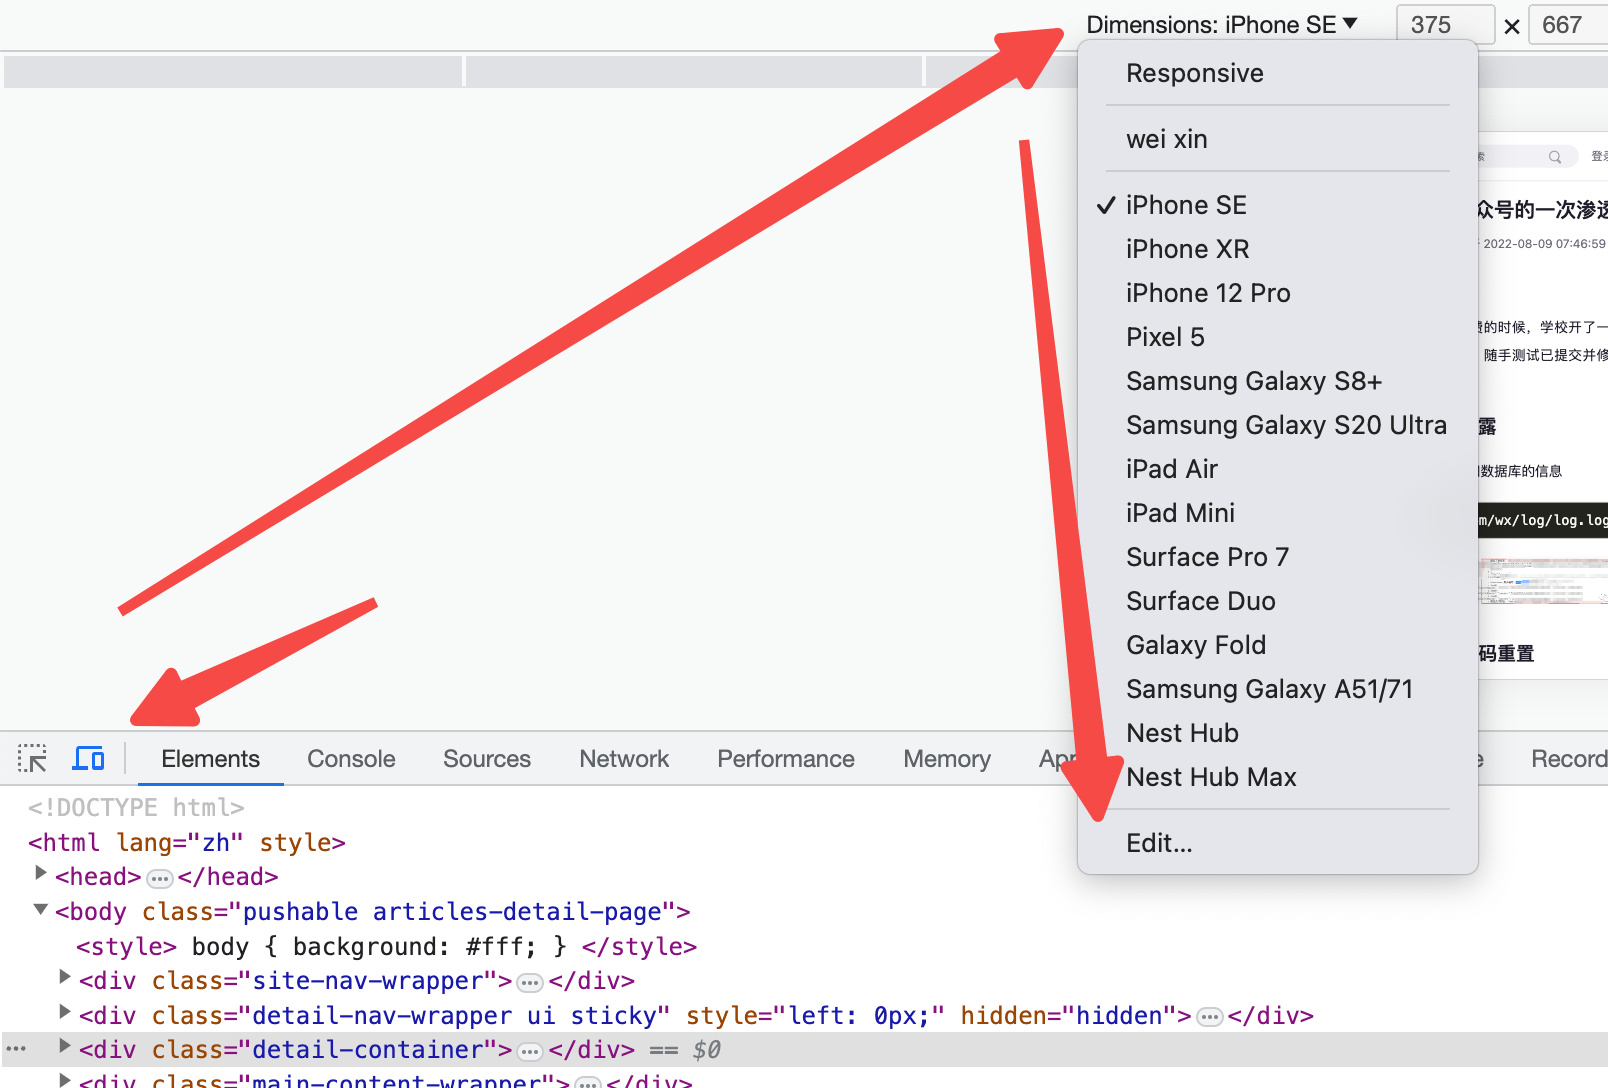 Dimensions: iPhone SE ▼ 375 × 667
Responsive
wei xin
✓ iPhone SE
iPhone XR
iPhone 12 Pro
Pixel 5
Samsung Galaxy S8+
Samsung Galaxy S20 Ultra
iPad Air
iPad Mini
Surface Pro 7
Surface Duo
Galaxy Fold
Samsung Galaxy A51/71
Nest Hub
Nest Hub Max
Edit...
登录
众号的一次渗透
2022-08-09 07:46:59
的时候，学校开了一
随手测试已提交并修
露
数据库的信息
m/wx/log/log.log
码重置
Elements Console Sources Network Performance Memory App Record
<!DOCTYPE html>
<html lang="zh" style>
<head>…</head>
<body class="pushable articles-detail-page">
<style> body { background: #fff; } </style>
<div class="site-nav-wrapper">…</div>
<div class="detail-nav-wrapper ui sticky" style="left: 0px;" hidden="hidden">…</div>
<div class="detail-container">…</div> == $0
<div class="main-content-wrapper">…</div>